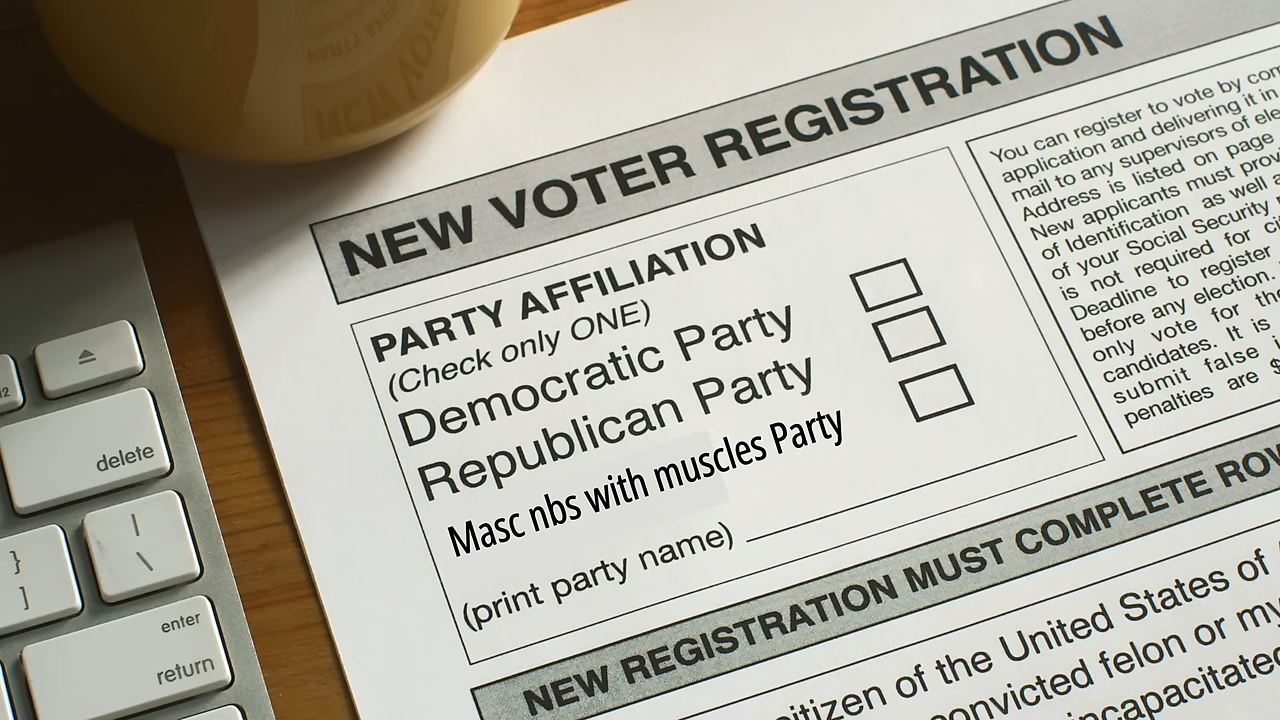 NEW VOTER REGISTRATION
PARTY AFFILIATION
(Check only ONE)
Democratic Party
Republican Party
Masc nbs with muscles Party
(print party name)
You can register to vote by com
application and delivering it in
mail to any supervisors of ele
Address is listed on page
New applicants must prov
of Identification as well a
of your Social Security
is not required for ci
Deadline to register
before any election.
only vote for the
candidates. It is
submit false i
penalties are $
NEW REGISTRATION MUST COMPLETE ROW
citizen of the United States of
convicted felon or my
incapacitated
delete
}
]
|
\
enter
return
12
NEW VOTE